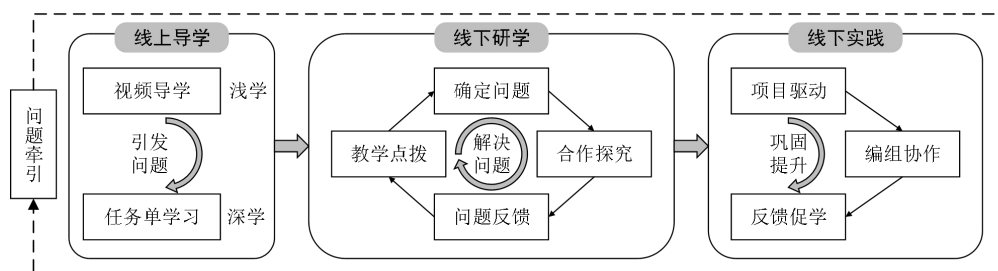 线上导学
线下研学
线下实践
问题牵引
视频导学
浅学
引发
问题
任务单学习
深学
确定问题
教学点拨
解决
问题
合作探究
问题反馈
项目驱动
巩固
提升
编组协作
反馈促学